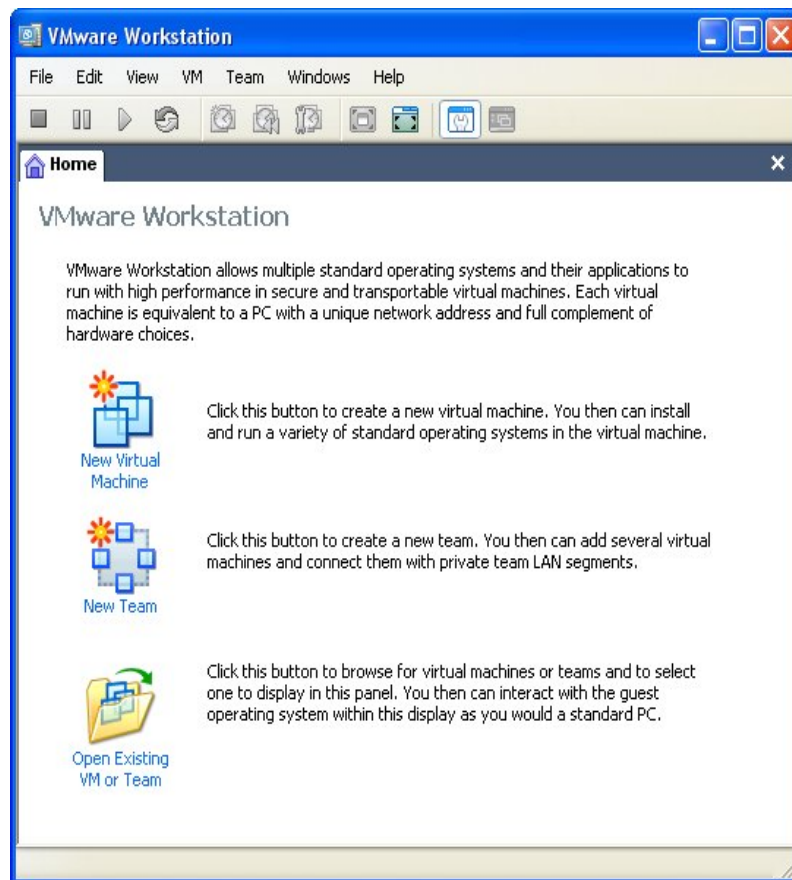 VMware Workstation
File Edit View VM Team Windows Help
Home
VMware Workstation
VMware Workstation allows multiple standard operating systems and their applications to
run with high performance in secure and transportable virtual machines. Each virtual
machine is equivalent to a PC with a unique network address and full complement of
hardware choices.
New Virtual
Machine
Click this button to create a new virtual machine. You then can install
and run a variety of standard operating systems in the virtual machine.
New Team
Click this button to create a new team. You then can add several virtual
machines and connect them with private team LAN segments.
Open Existing
VM or Team
Click this button to browse for virtual machines or teams and to select
one to display in this panel. You then can interact with the guest
operating system within this display as you would a standard PC.